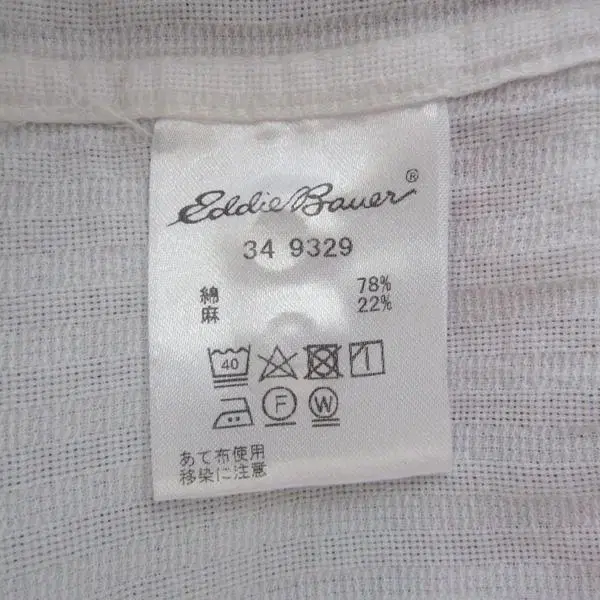 Eddie Bauer®
34 9329
綿 78%
麻 22%
40
F W
あて布使用
移染に注意